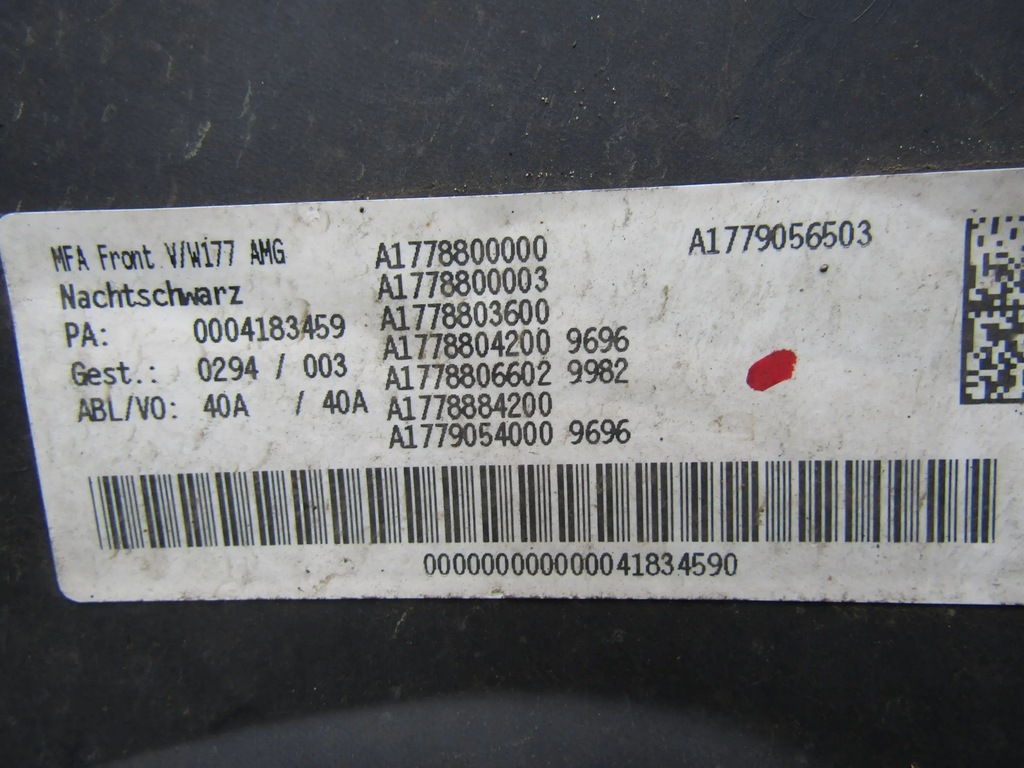 MFA Front V/W177 AMG
Nachtschwarz
PA: 0004183459
Gest.: 0294 / 003
ABL/VO: 40A / 40A
A1778800000
A1778800003
A1778803600
A1778804200 9696
A1778806602 9982
A1778884200
A1779054000 9696
A1779056503
000000000000041834590